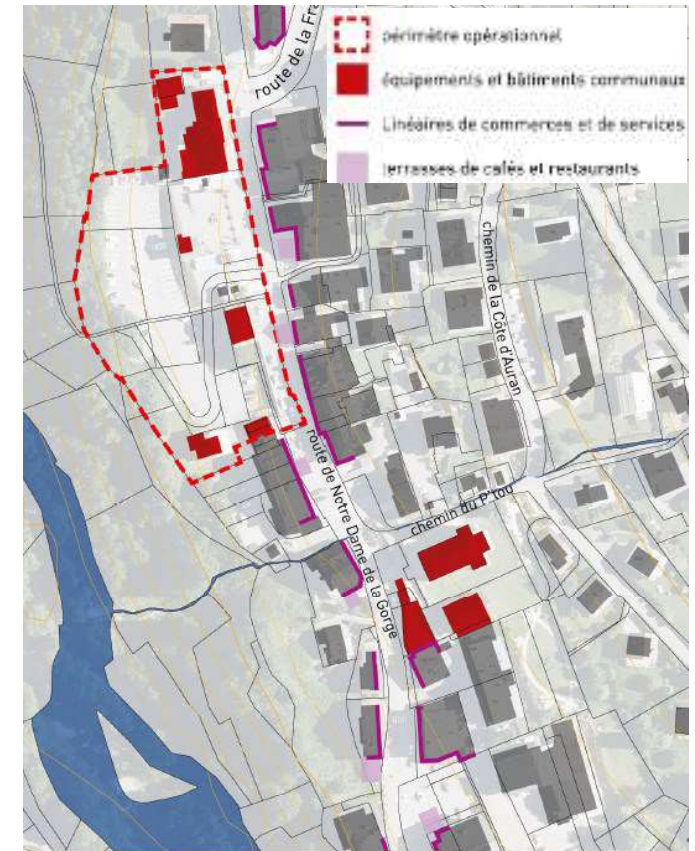 périmètre opérationnel
équipements et bâtiments communaux
Linéaires de commerces et de services
terrasses de cafés et restaurants
route de la Fra
chemin de la Côte d'Auran
route de Notre Dame de la Gorge
chemin du P'tou